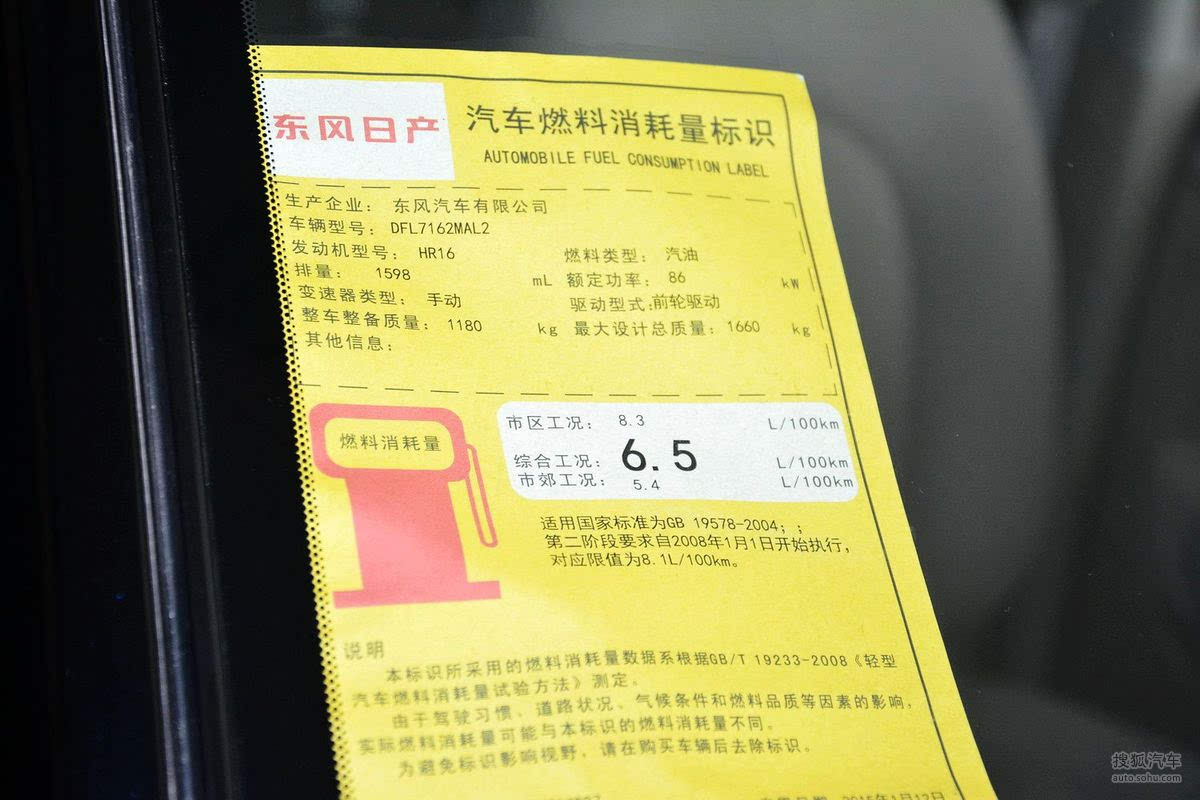 东风日产
汽车燃料消耗量标识
AUTOMOBILE FUEL CONSUMPTION LABEL
生产企业： 东风汽车有限公司
车辆型号： DFL7162MAL2
发动机型号： HR16 燃料类型： 汽油
排量： 1598 mL 额定功率： 86 kW
变速器类型： 手动 驱动型式:前轮驱动
整车整备质量： 1180 kg 最大设计总质量： 1660 kg
其他信息：
燃料消耗量
市区工况： 8.3 L/100km
综合工况： 6.5 L/100km
市郊工况： 5.4 L/100km
适用国家标准为GB 19578-2004；；
第二阶段要求自2008年1月1日开始执行，
对应限值为8.1L/100km。
说明
本标识所采用的燃料消耗量数据系根据GB/T 19233-2008《轻型
汽车燃料消耗量试验方法》测定。
由于驾驶习惯、道路状况、气候条件和燃料品质等因素的影响，
实际燃料消耗量可能与本标识的燃料消耗量不同。
为避免标识影响视野，请在购买车辆后去除标识。
搜狐汽车
auto.sohu.com